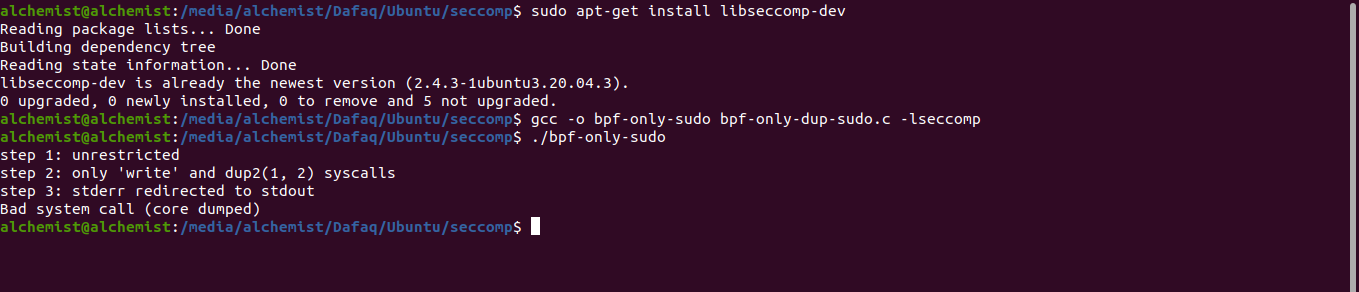 alchemist@alchemist:/media/alchemist/Dafaq/Ubuntu/seccomp$ sudo apt-get install libseccomp-dev
Reading package lists... Done
Building dependency tree
Reading state information... Done
libseccomp-dev is already the newest version (2.4.3-1ubuntu3.20.04.3).
0 upgraded, 0 newly installed, 0 to remove and 5 not upgraded.
alchemist@alchemist:/media/alchemist/Dafaq/Ubuntu/seccomp$ gcc -o bpf-only-sudo bpf-only-dup-sudo.c -lseccomp
alchemist@alchemist:/media/alchemist/Dafaq/Ubuntu/seccomp$ ./bpf-only-sudo
step 1: unrestricted
step 2: only 'write' and dup2(1, 2) syscalls
step 3: stderr redirected to stdout
Bad system call (core dumped)
alchemist@alchemist:/media/alchemist/Dafaq/Ubuntu/seccomp$